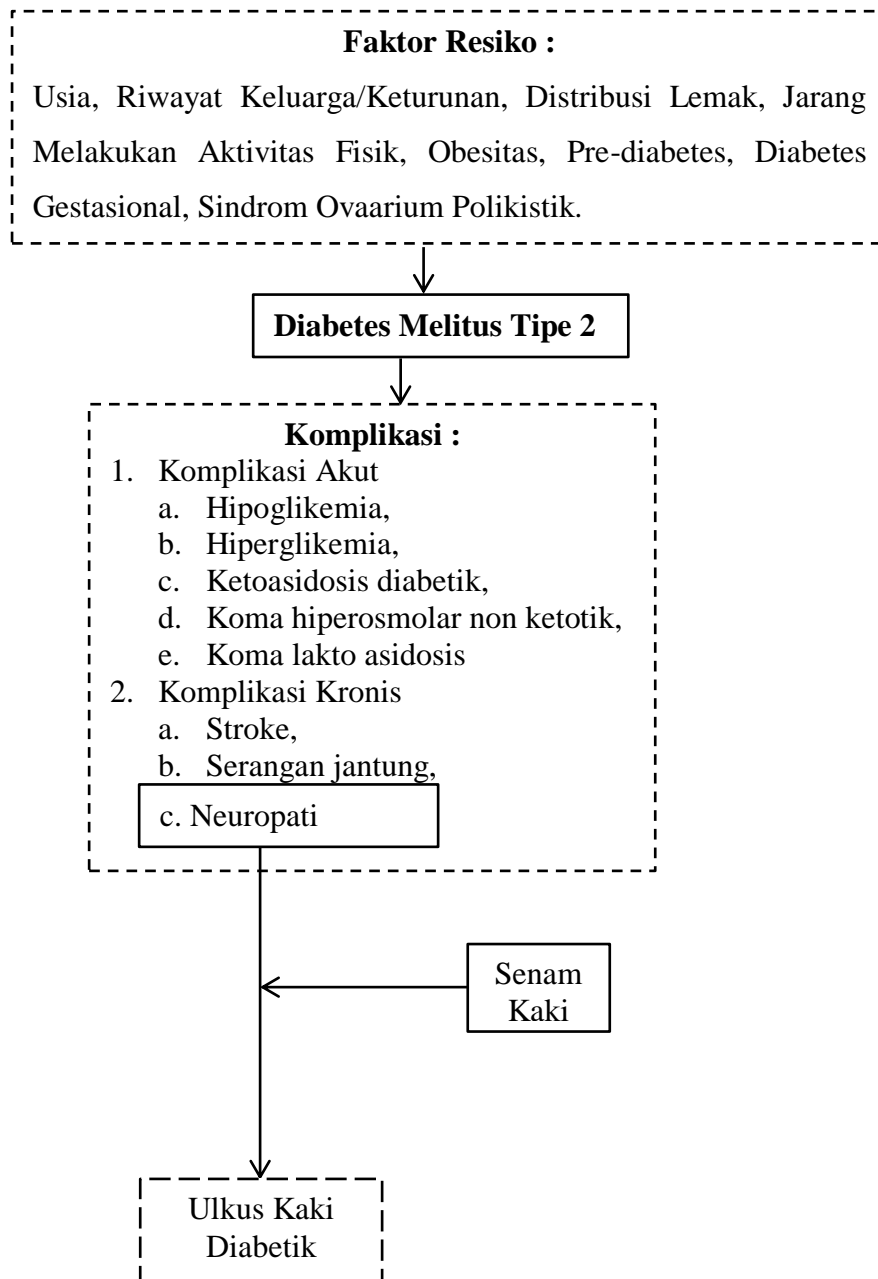 Faktor Resiko :
Usia, Riwayat Keluarga/Keturunan, Distribusi Lemak, Jarang
Melakukan Aktivitas Fisik, Obesitas, Pre-diabetes, Diabetes
Gestasional, Sindrom Ovaarium Polikistik.
Diabetes Melitus Tipe 2
Komplikasi :
1. Komplikasi Akut
a. Hipoglikemia,
b. Hiperglikemia,
c. Ketoasidosis diabetik,
d. Koma hiperosmolar non ketotik,
e. Koma lakto asidosis
2. Komplikasi Kronis
a. Stroke,
b. Serangan jantung,
c. Neuropati
Senam
Kaki
Ulkus Kaki
Diabetik